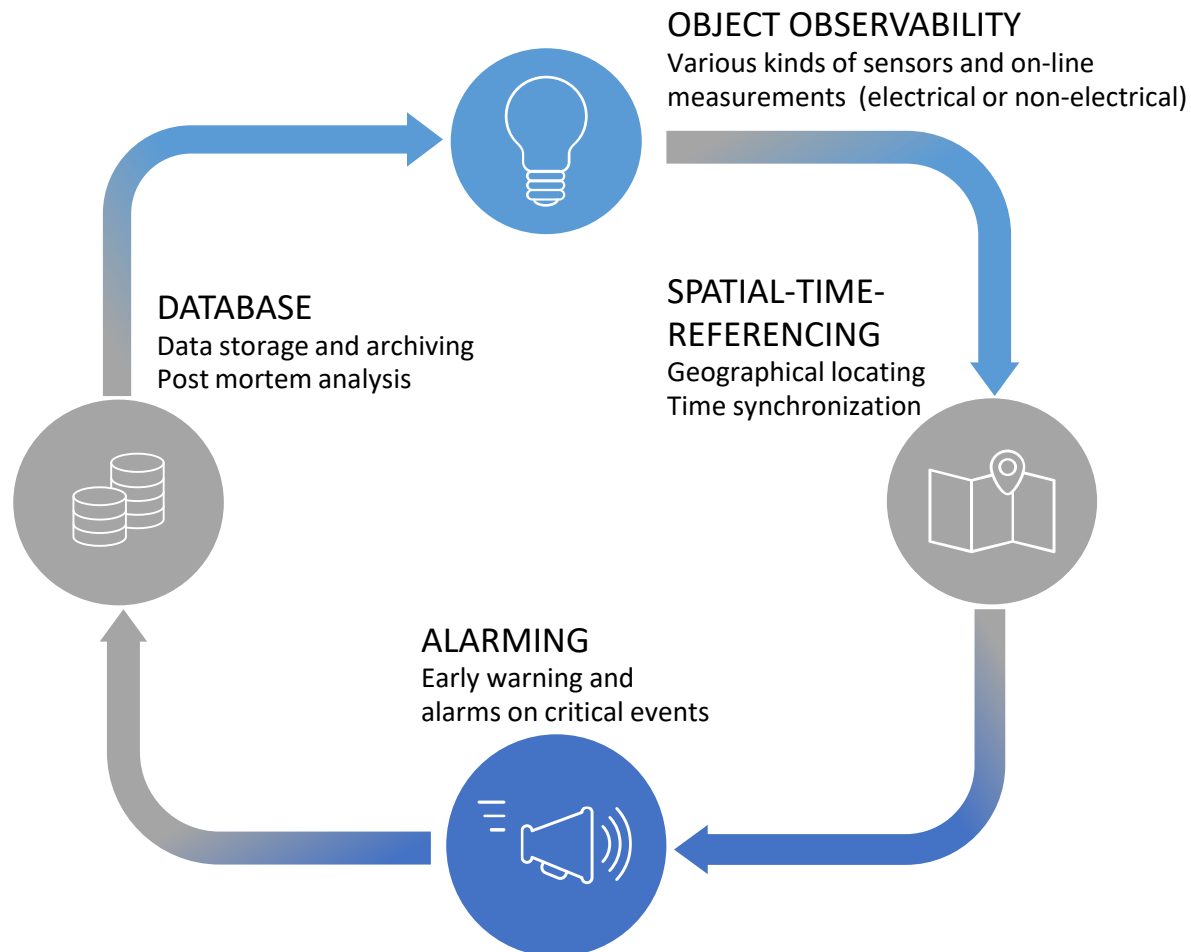 OBJECT OBSERVABILITY
Various kinds of sensors and on-line
measurements  (electrical or non-electrical)
SPATIAL-TIME-
REFERENCING
Geographical locating
Time synchronization
DATABASE
Data storage and archiving
Post mortem analysis
ALARMING
Early warning and
alarms on critical events